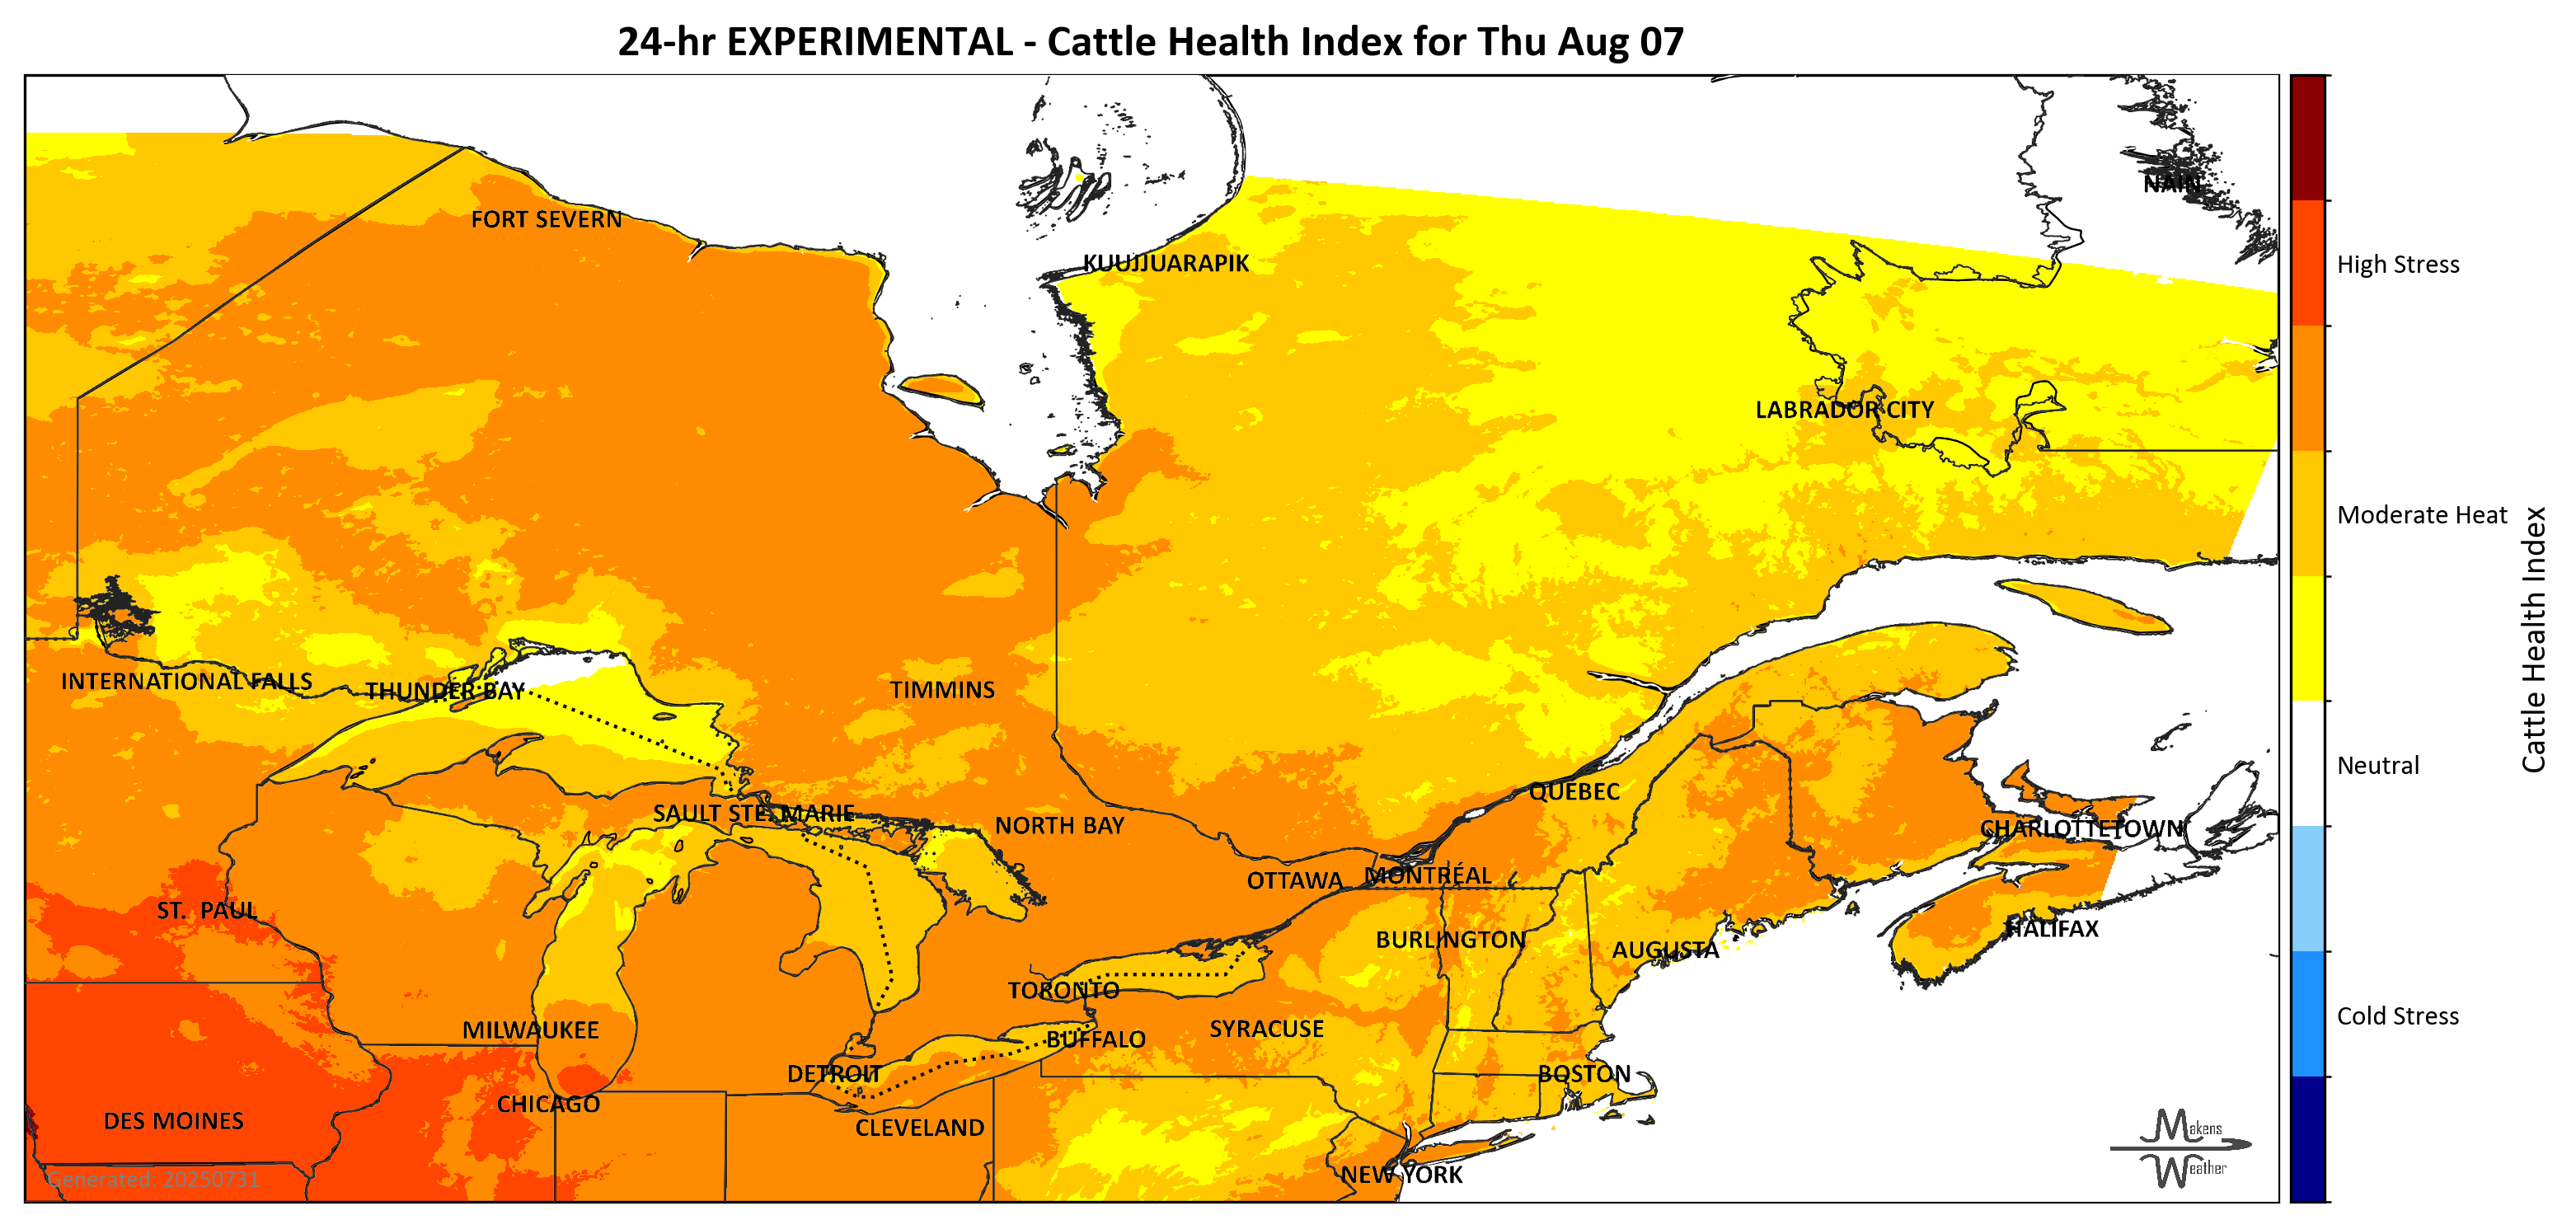 24-hr EXPERIMENTAL - Cattle Health Index for Thu Aug 07
NAIN
FORT SEVERN
KUUJJUARAPIK
High Stress
LABRADOR CITY
Moderate Heat
Cattle Health Index
INTERNATIONAL FALLS
THUNDER BAY
TIMMINS
Neutral
QUEBEC
SAULT STE. MARIE
NORTH BAY
CHARLOTTETOWN
OTTAWA
MONTRÉAL
ST. PAUL
HALIFAX
BURLINGTON
AUGUSTA
TORONTO
Cold Stress
MILWAUKEE
SYRACUSE
BUFFALO
DETROIT
BOSTON
CHICAGO
DES MOINES
CLEVELAND
Makens
Weather
NEW YORK
Generated: 20250731